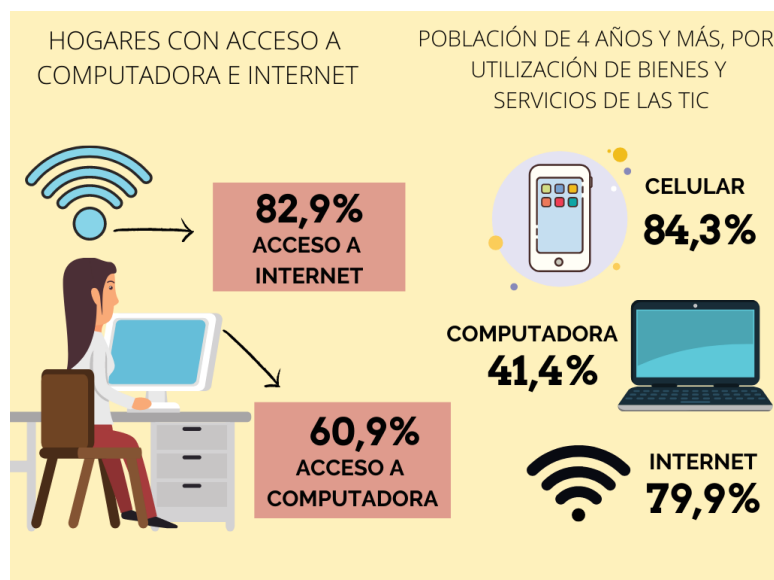 HOGARES CON ACCESO A
COMPUTADORA E INTERNET
82,9%
ACCESO A
INTERNET
60,9%
ACCESO A
COMPUTADORA
POBLACIÓN DE 4 AÑOS Y MÁS, POR
UTILIZACIÓN DE BIENES Y
SERVICIOS DE LAS TIC
CELULAR
84,3%
COMPUTADORA
41,4%
INTERNET
79,9%